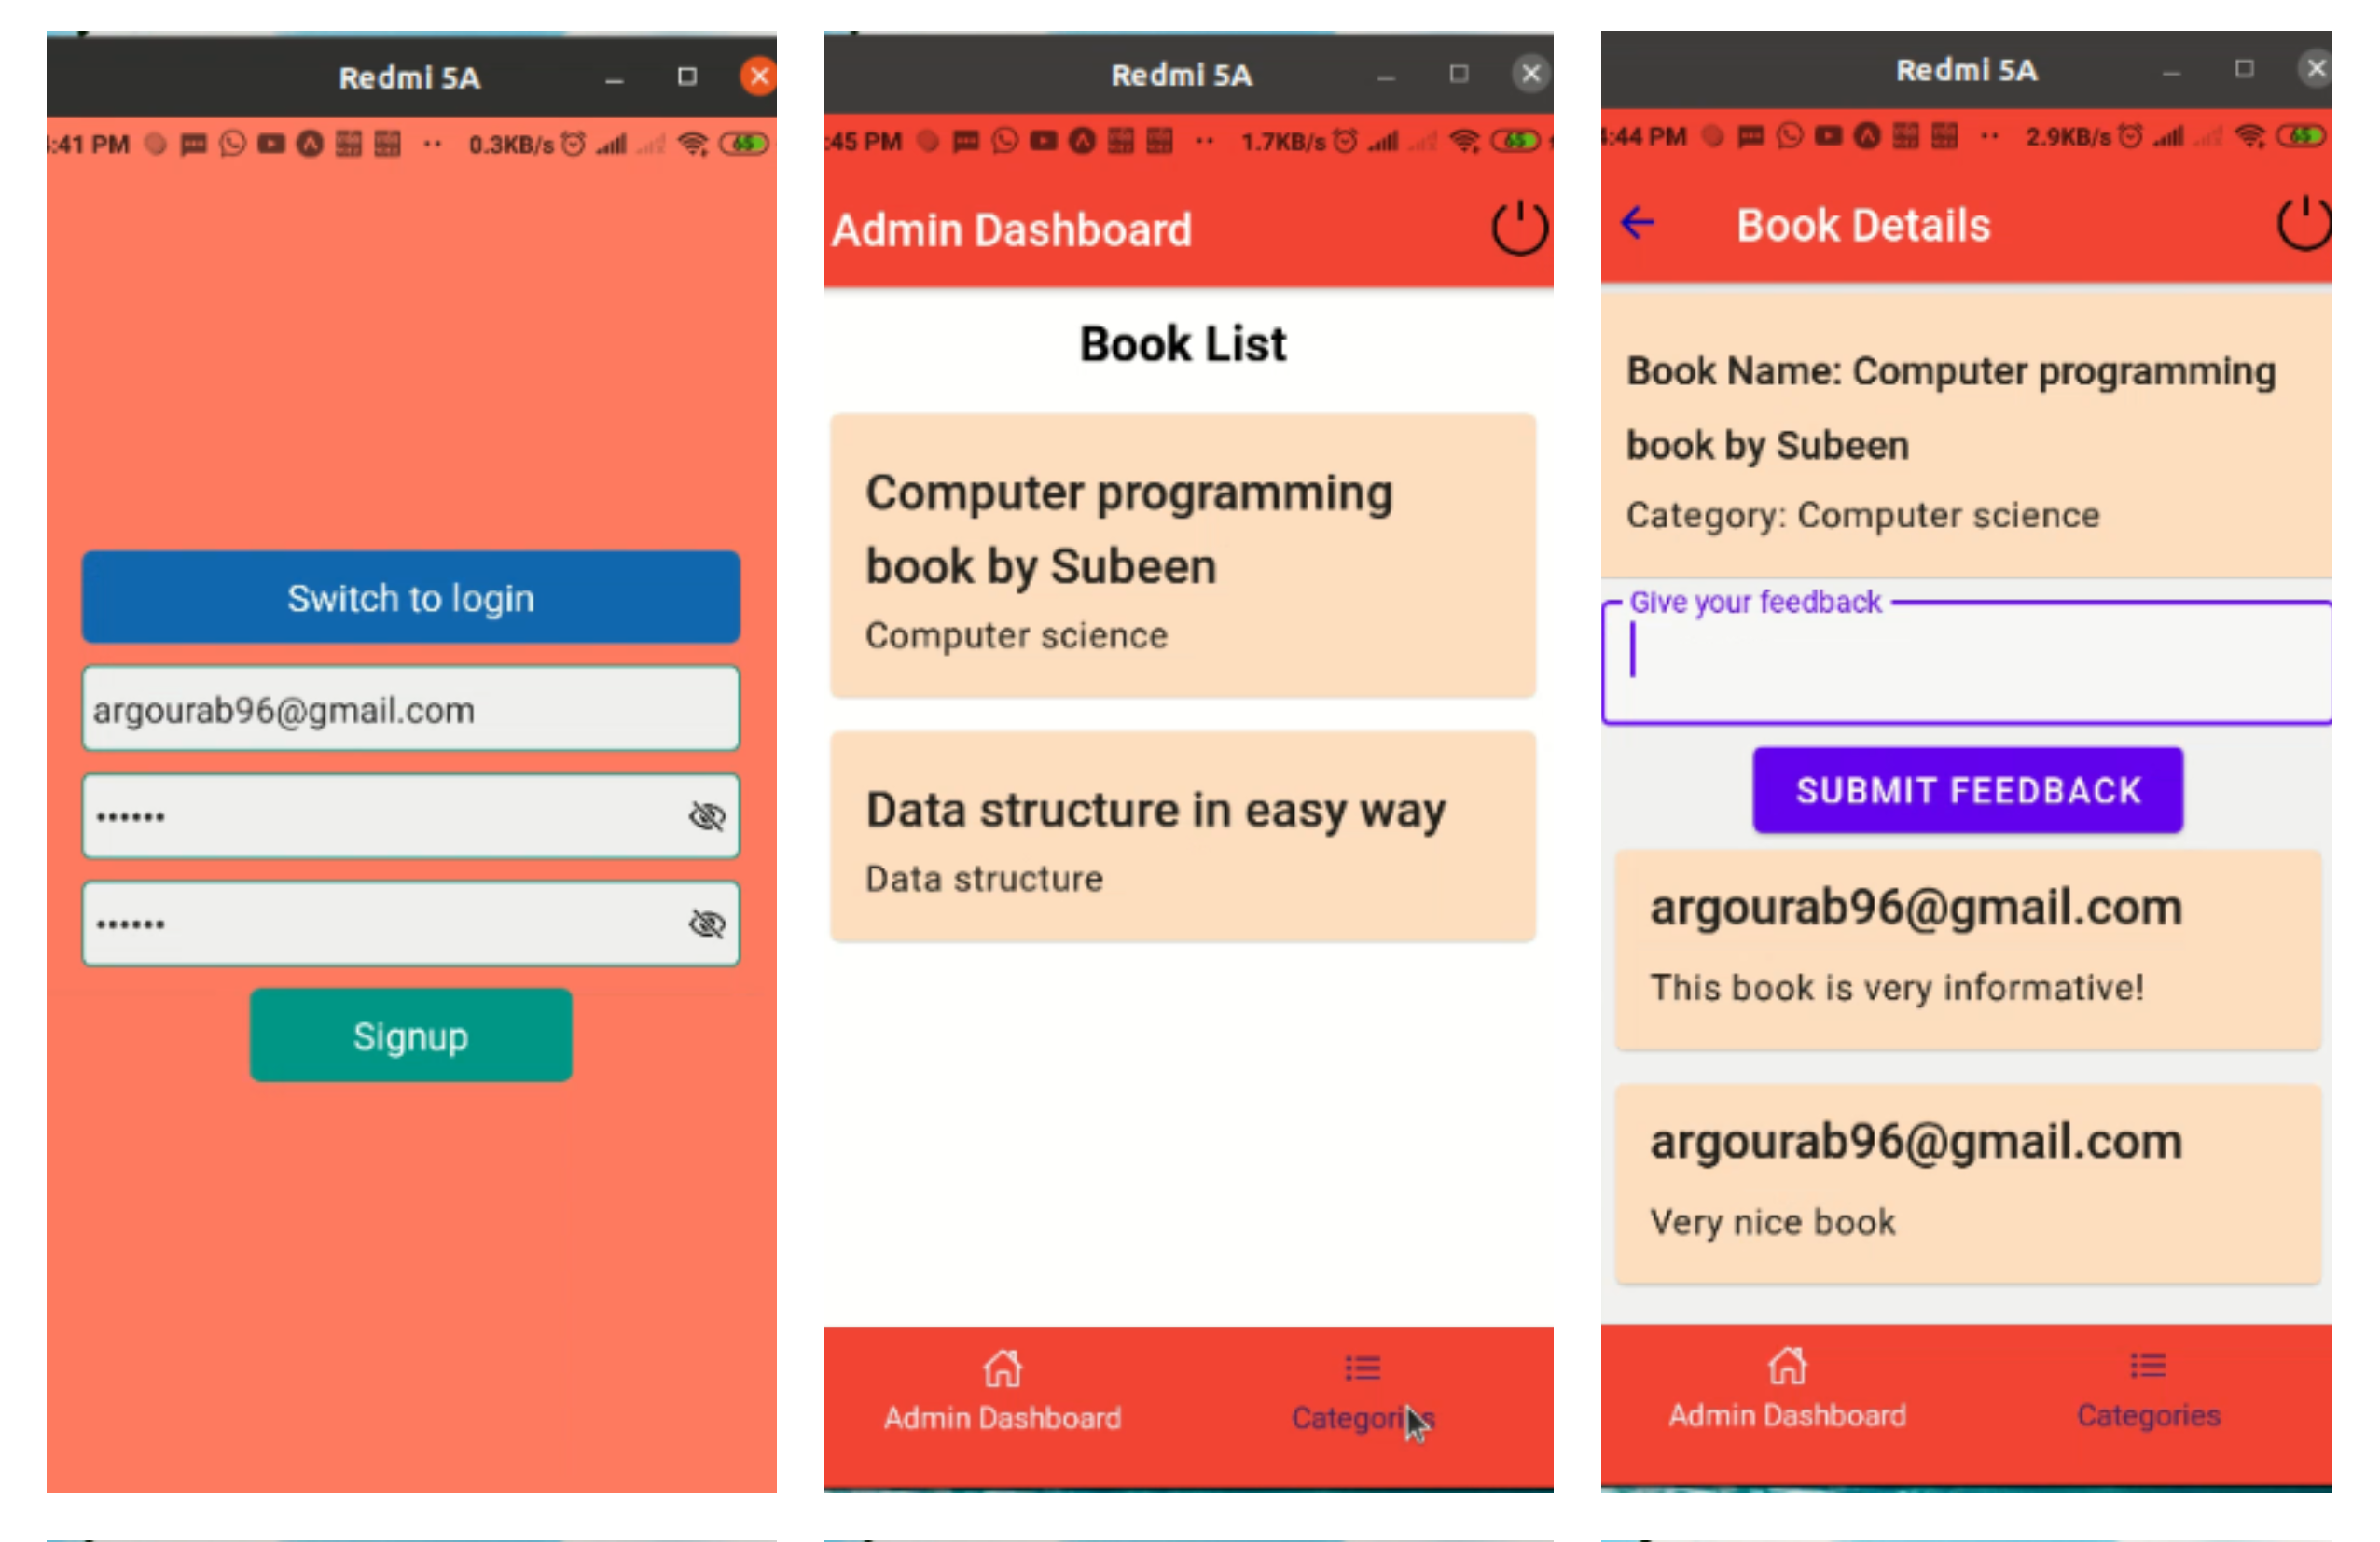 Redmi 5A
:41 PM
0.3KB/s
65
Switch to login
argourab96@gmail.com
••••••
••••••
Signup
Redmi 5A
:45 PM
1.7KB/s
65
Admin Dashboard
Book List
Computer programming
book by Subeen
Computer science
Data structure in easy way
Data structure
Admin Dashboard
Categories
Redmi 5A
:44 PM
2.9KB/s
65
Book Details
Book Name: Computer programming
book by Subeen
Category: Computer science
Give your feedback
SUBMIT FEEDBACK
argourab96@gmail.com
This book is very informative!
argourab96@gmail.com
Very nice book
Admin Dashboard
Categories